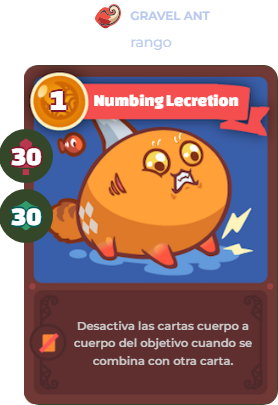 GRAVEL ANT
rango
1
Numbing Lecretion
30
30
Desactiva las cartas cuerpo a
cuerpo del objetivo cuando se
combina con otra carta.